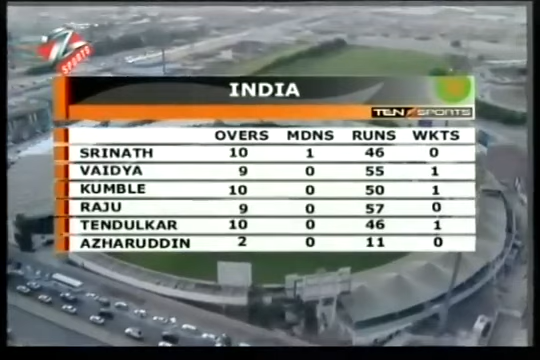 Z
SPORTS
INDIA
TEN SPORTS
OVERS MDNS RUNS WKTS
SRINATH 10 1 46 0
VAIDYA 9 0 55 1
KUMBLE 10 0 50 1
RAJU 9 0 57 0
TENDULKAR 10 0 46 1
AZHARUDDIN 2 0 11 0